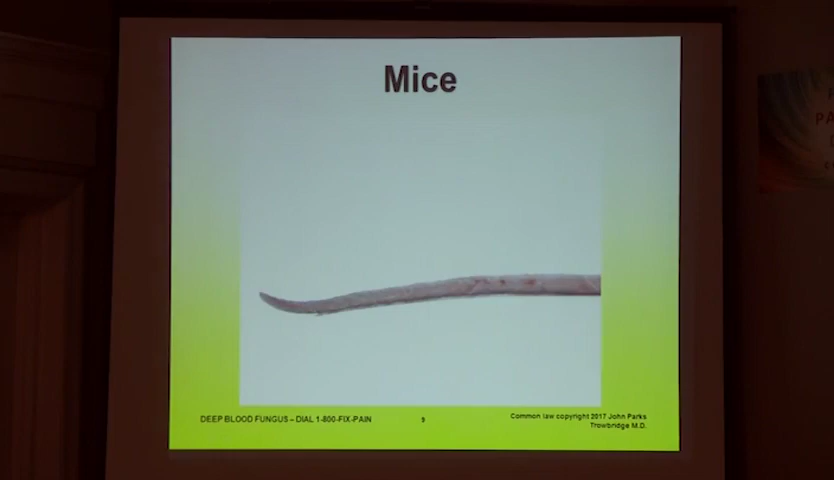 Mice
DEEP BLOOD FUNGUS – DIAL 1-800-FIX-PAIN
9
Common law copyright 2017 John Parks
Trowbridge M.D.